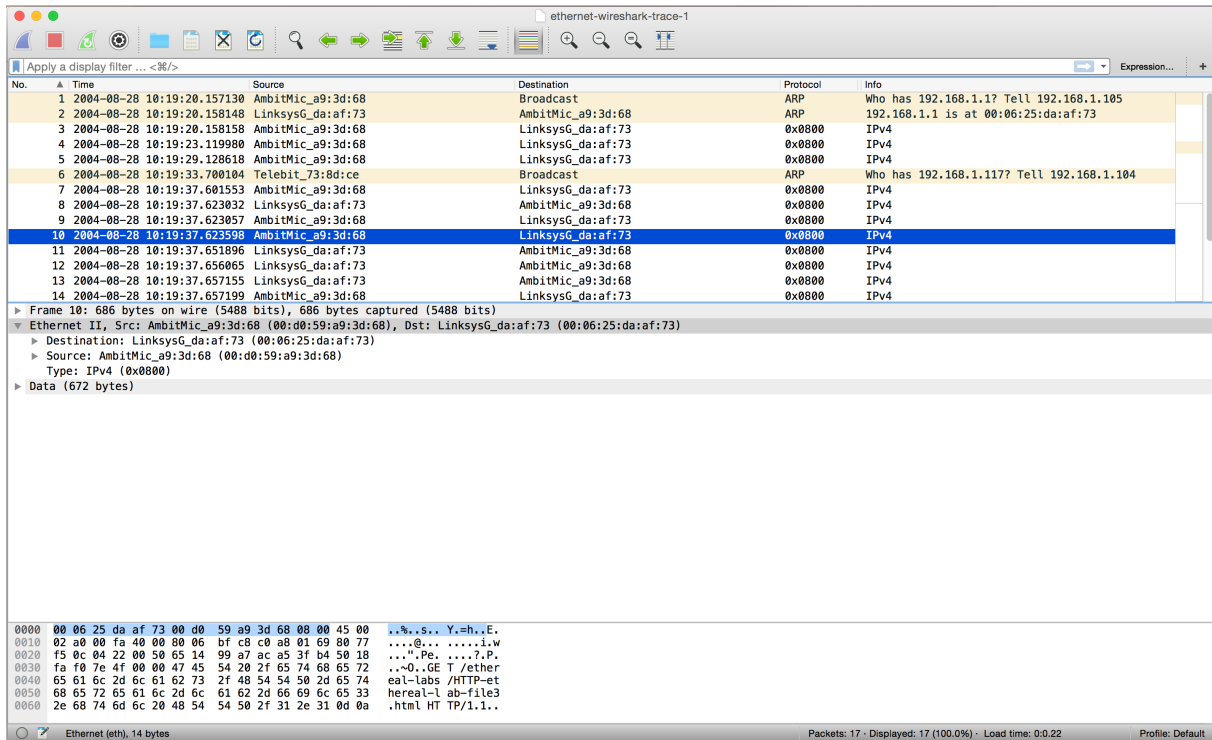 ethernet-wireshark-trace-1
Apply a display filter ... <⌘/> Expression... +
No. Time Source Destination Protocol Info
1 2004-08-28 10:19:20.157130 AmbitMic_a9:3d:68 Broadcast ARP Who has 192.168.1.1? Tell 192.168.1.105
2 2004-08-28 10:19:20.158148 LinksysG_da:af:73 AmbitMic_a9:3d:68 ARP 192.168.1.1 is at 00:06:25:da:af:73
3 2004-08-28 10:19:20.158158 AmbitMic_a9:3d:68 LinksysG_da:af:73 0x0800 IPv4
4 2004-08-28 10:19:23.119980 AmbitMic_a9:3d:68 LinksysG_da:af:73 0x0800 IPv4
5 2004-08-28 10:19:29.128618 AmbitMic_a9:3d:68 LinksysG_da:af:73 0x0800 IPv4
6 2004-08-28 10:19:33.700104 Telebit_73:8d:ce Broadcast ARP Who has 192.168.1.117? Tell 192.168.1.104
7 2004-08-28 10:19:37.601553 AmbitMic_a9:3d:68 LinksysG_da:af:73 0x0800 IPv4
8 2004-08-28 10:19:37.623032 LinksysG_da:af:73 AmbitMic_a9:3d:68 0x0800 IPv4
9 2004-08-28 10:19:37.623057 AmbitMic_a9:3d:68 LinksysG_da:af:73 0x0800 IPv4
10 2004-08-28 10:19:37.623598 AmbitMic_a9:3d:68 LinksysG_da:af:73 0x0800 IPv4
11 2004-08-28 10:19:37.651896 LinksysG_da:af:73 AmbitMic_a9:3d:68 0x0800 IPv4
12 2004-08-28 10:19:37.656065 LinksysG_da:af:73 AmbitMic_a9:3d:68 0x0800 IPv4
13 2004-08-28 10:19:37.657155 LinksysG_da:af:73 AmbitMic_a9:3d:68 0x0800 IPv4
14 2004-08-28 10:19:37.657199 AmbitMic_a9:3d:68 LinksysG_da:af:73 0x0800 IPv4
Frame 10: 686 bytes on wire (5488 bits), 686 bytes captured (5488 bits)
Ethernet II, Src: AmbitMic_a9:3d:68 (00:d0:59:a9:3d:68), Dst: LinksysG_da:af:73 (00:06:25:da:af:73)
Destination: LinksysG_da:af:73 (00:06:25:da:af:73)
Source: AmbitMic_a9:3d:68 (00:d0:59:a9:3d:68)
Type: IPv4 (0x0800)
Data (672 bytes)
0000 00 06 25 da af 73 00 d0 59 a9 3d 68 08 00 45 00 ..%..s.. Y.=h..E.
0010 02 a0 00 fa 40 00 80 06 bf c8 c0 a8 01 69 80 77 ....@... .....i.w
0020 f5 0c 04 22 00 50 65 14 99 a7 ac a5 3f b4 50 18 ...".Pe. ....?.P.
0030 fa f0 7e 4f 00 00 47 45 54 20 2f 65 74 68 65 72 ..~O..GE T /ether
0040 65 61 6c 2d 6c 61 62 73 2f 48 54 54 50 2d 65 74 eal-labs /HTTP-et
0050 68 65 72 65 61 6c 2d 6c 61 62 2d 66 69 6c 65 33 hereal-l ab-file3
0060 2e 68 74 6d 6c 20 48 54 54 50 2f 31 2e 31 0d 0a .html HT TP/1.1..
Ethernet (eth), 14 bytes Packets: 17 · Displayed: 17 (100.0%) · Load time: 0:0.22 Profile: Default